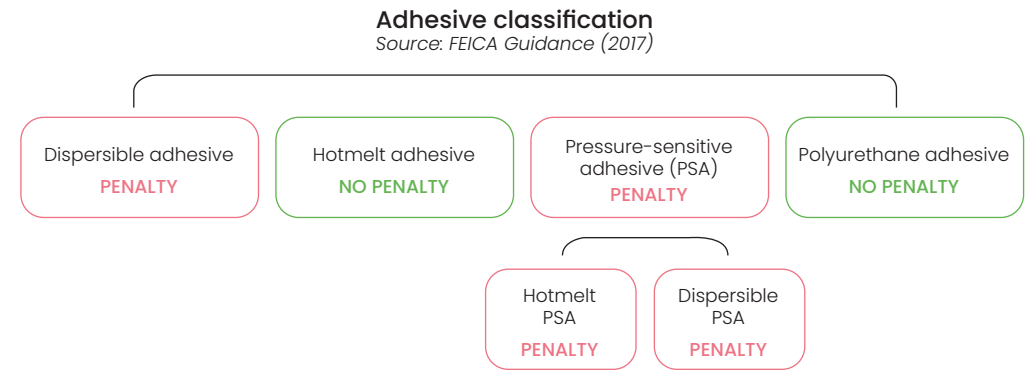 Adhesive classification
Source: FEICA Guidance (2017)
Dispersible adhesive
PENALTY
Hotmelt adhesive
NO PENALTY
Pressure-sensitive
adhesive (PSA)
PENALTY
Polyurethane adhesive
NO PENALTY
Hotmelt
PSA
PENALTY
Dispersible
PSA
PENALTY